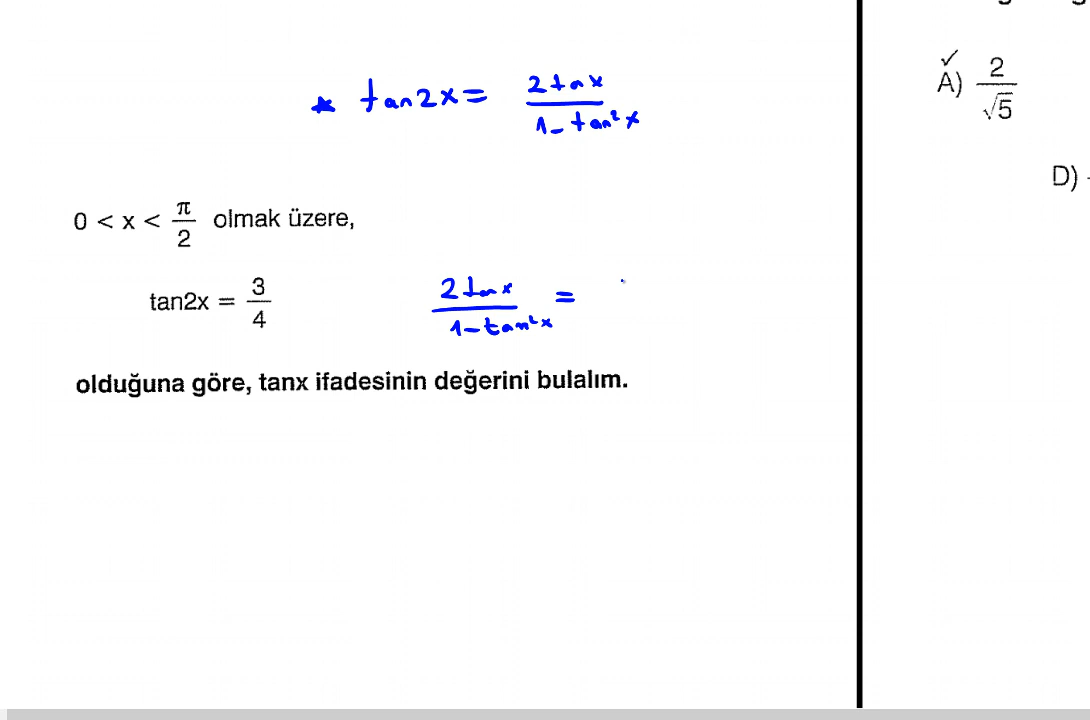 * tan2x = 2tax / 1 - tan²x
0 < x < π/2 olmak üzere,
tan2x = 3/4
2tanx / 1 - tan²x =
olduğuna göre, tanx ifadesinin değerini bulalım.
✓
A) 2/√5
D)